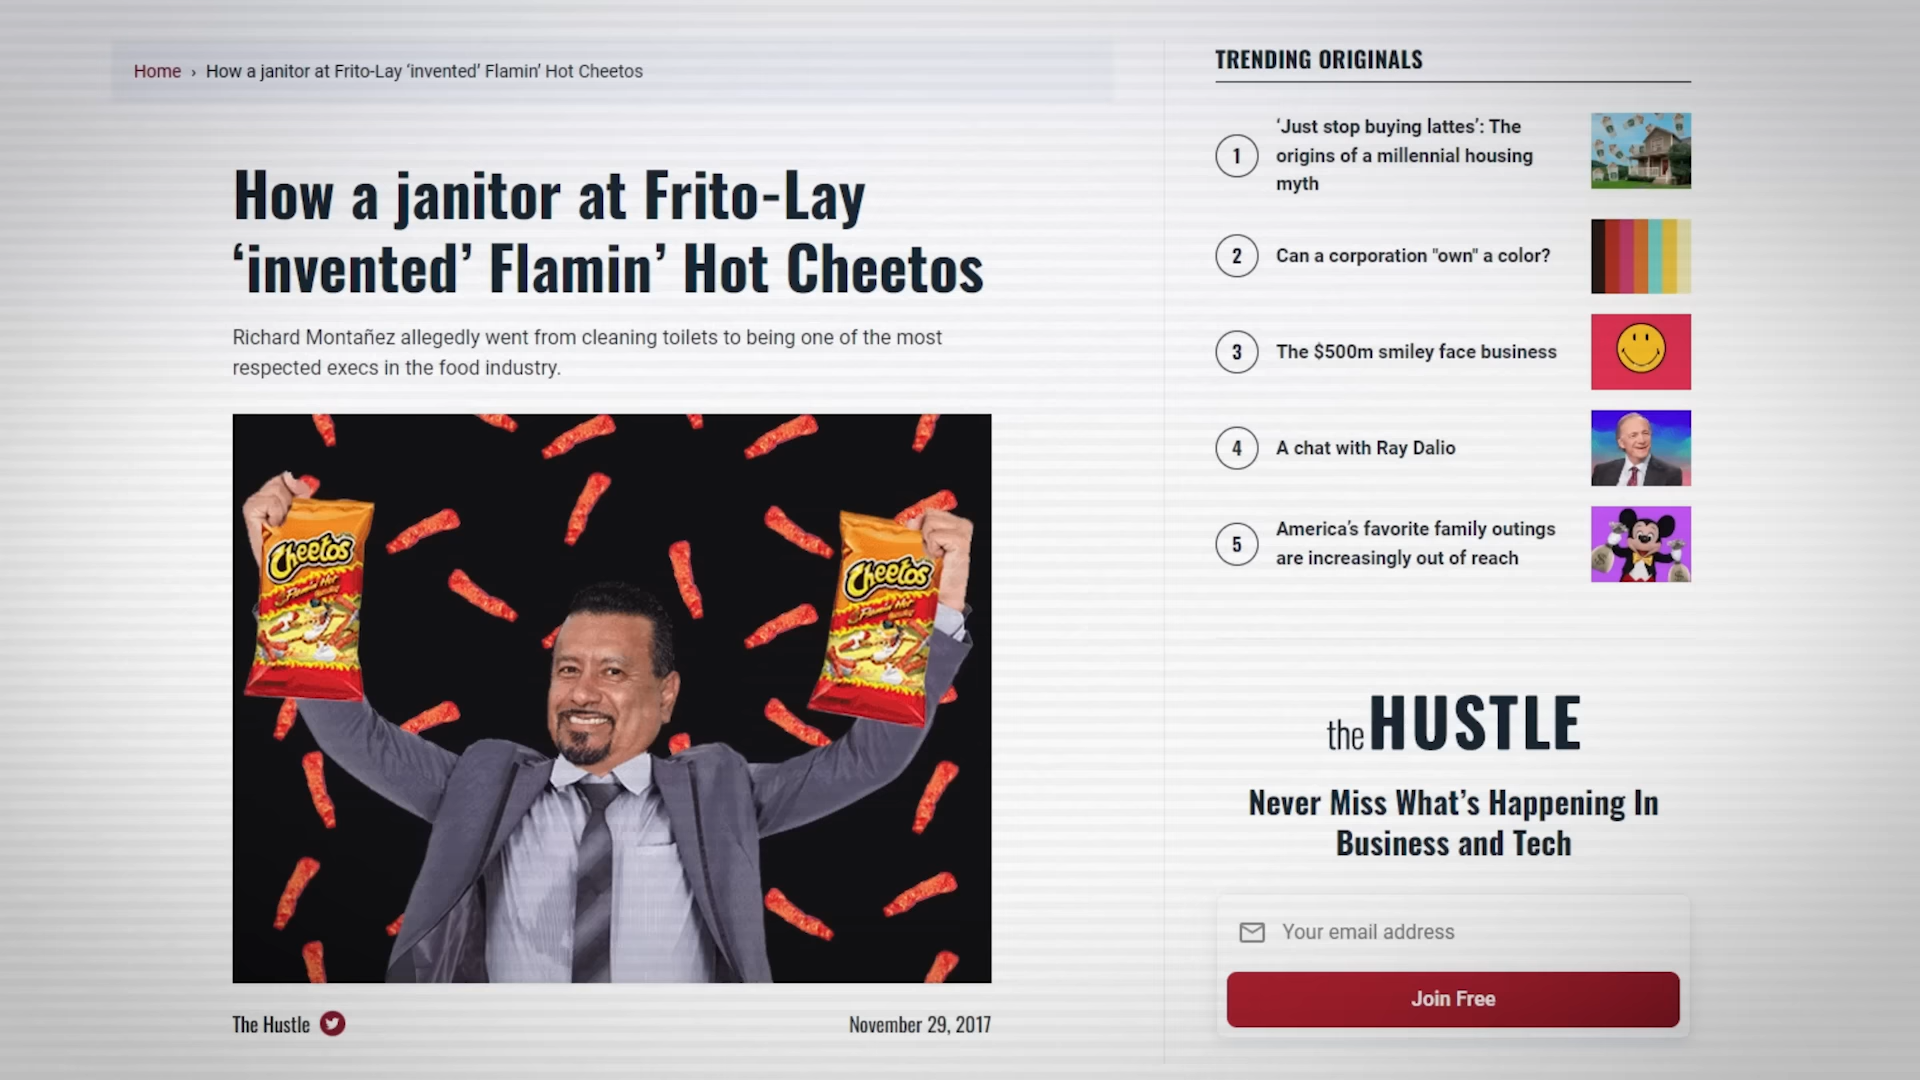 Home › How a janitor at Frito-Lay ‘invented’ Flamin’ Hot Cheetos
How a janitor at Frito-Lay
‘invented’ Flamin’ Hot Cheetos
Richard Montañez allegedly went from cleaning toilets to being one of the most
respected execs in the food industry.
Cheetos
Flamin' Hot
Cheetos
Flamin' Hot
The Hustle
November 29, 2017
TRENDING ORIGINALS
1
‘Just stop buying lattes’: The
origins of a millennial housing
myth
2
Can a corporation "own" a color?
3
The $500m smiley face business
4
A chat with Ray Dalio
5
America’s favorite family outings
are increasingly out of reach
the HUSTLE
Never Miss What’s Happening In
Business and Tech
Your email address
Join Free